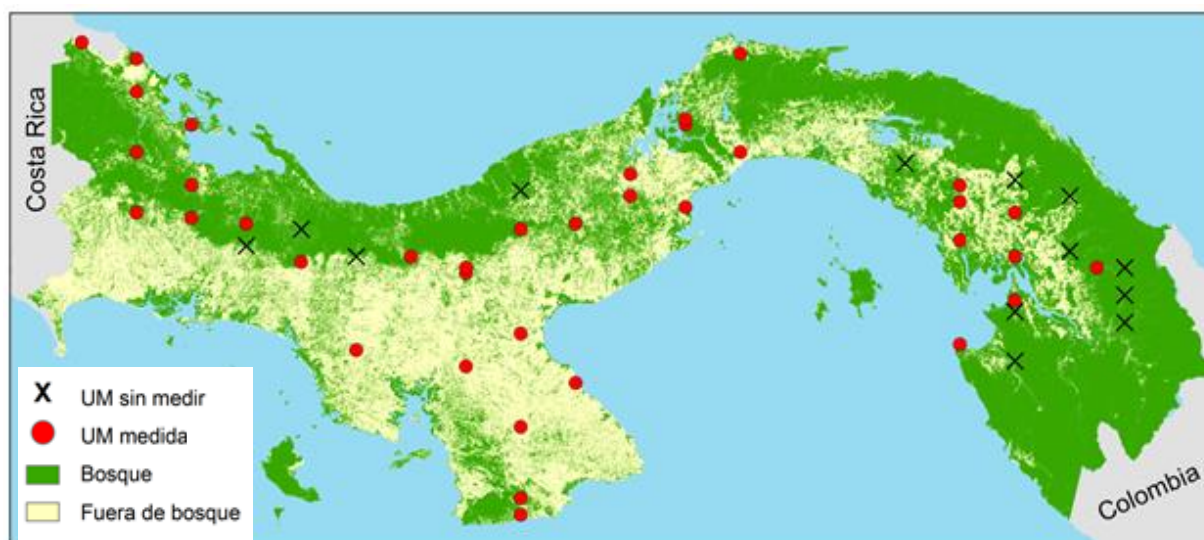 Costa Rica
Colombia
X UM sin medir
UM medida
Bosque
Fuera de bosque